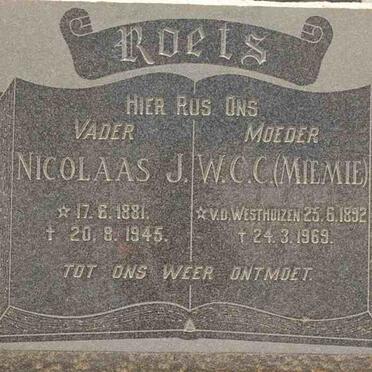 Roels
HIER RUS ONS
VADER MOEDER
NICOLAAS J. W.C.C. (MIEMIE)
☆ 17.6.1881. ☆ V.D. WESTHUIZEN 25.6.1892
† 20.8.1945. † 24.3.1969.
TOT ONS WEER ONTMOET.